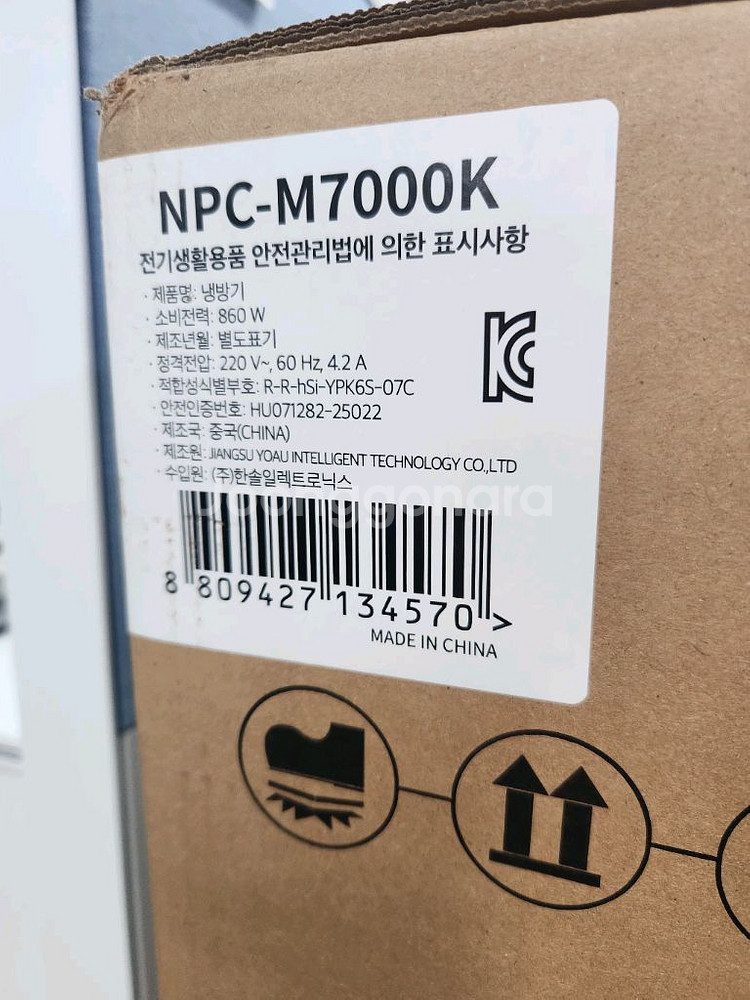 NPC-M7000K
전기생활용품 안전관리법에 의한 표시사항
· 제품명: 냉방기
· 소비전력: 860 W
· 제조년월: 별도표기
· 정격전압: 220 V~, 60 Hz, 4.2 A
· 적합성식별부호: R-R-hSi-YPK6S-07C
· 안전인증번호: HU071282-25022
· 제조국: 중국(CHINA)
· 제조원: JIANGSU YOAU INTELLIGENT TECHNOLOGY CO.,LTD
· 수입원: (주)한솔일렉트로닉스
Joonggonara
8 809427 134570 >
MADE IN CHINA